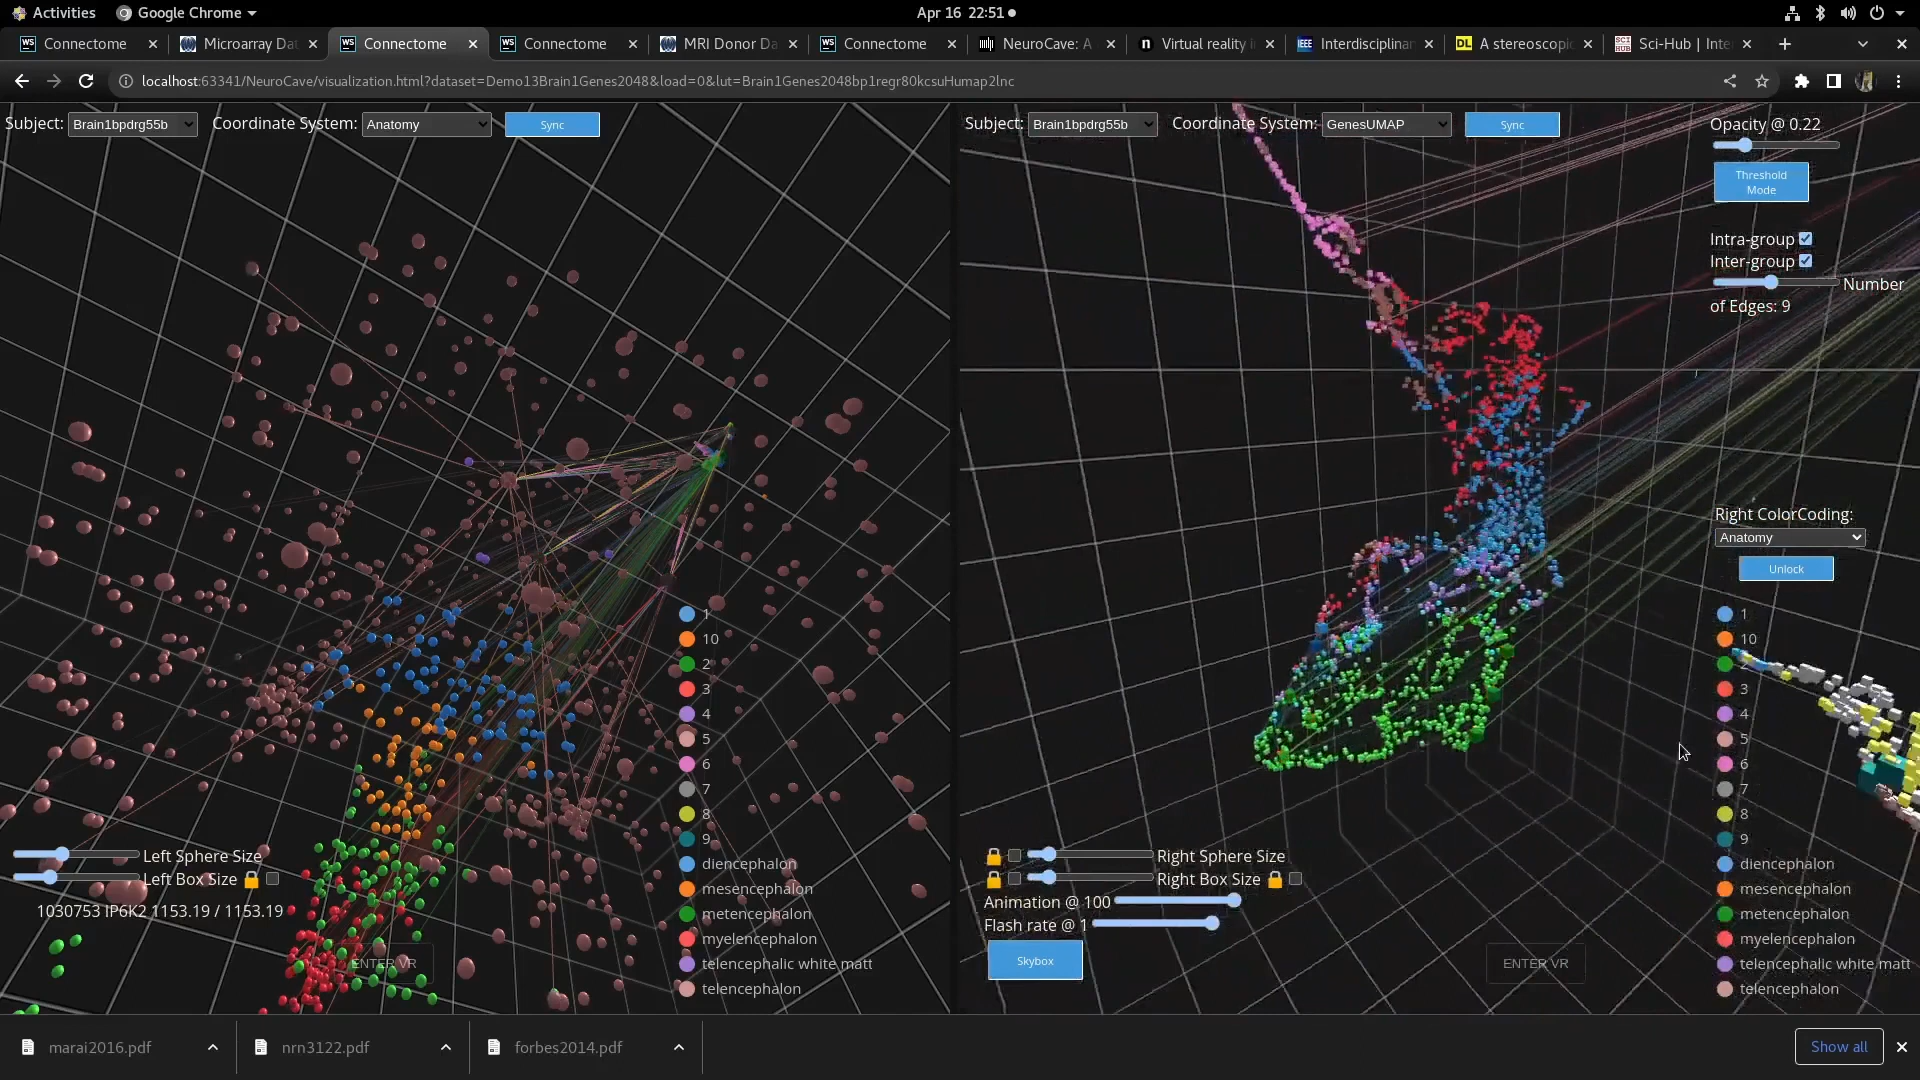 Activities Google Chrome Apr 16 22:51
Connectome Microarray Da Connectome Connectome MRI Donor Da Connectome NeuroCave: A Virtual reality i Interdisciplinar A stereoscopic Sci-Hub | Inte
localhost:63341/NeuroCave/visualization.html?dataset=Demo13Brain1Genes2048&load=0&lut=Brain1Genes2048bp1regr80kcsuHumap2lnc
Subject: Brain1bpdrg55b Coordinate System: Anatomy Sync
Subject: Brain1bpdrg55b Coordinate System: GenesUMAP Sync
Opacity @ 0.22
Threshold
Mode
Intra-group
Inter-group
Number
of Edges: 9
Right ColorCoding:
Anatomy
Unlock
1
10
2
3
4
5
6
7
8
9
diencephalon
mesencephalon
metencephalon
myelencephalon
telencephalic white matt
telencephalon
Left Sphere Size
Left Box Size
1030753 IP6K2 1153.19 / 1153.19
ENTER VR
Right Sphere Size
Right Box Size
Animation @ 100
Flash rate @ 1
Skybox
ENTER VR
1
10
3
4
5
6
7
8
9
diencephalon
mesencephalon
metencephalon
myelencephalon
telencephalic white matt
telencephalon
marai2016.pdf nrn3122.pdf forbes2014.pdf Show all